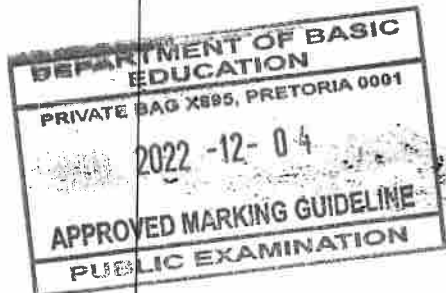 DEPARTMENT OF BASIC
EDUCATION
PRIVATE BAG X895, PRETORIA 0001
2022 -12- 04
APPROVED MARKING GUIDELINE
PUBLIC EXAMINATION